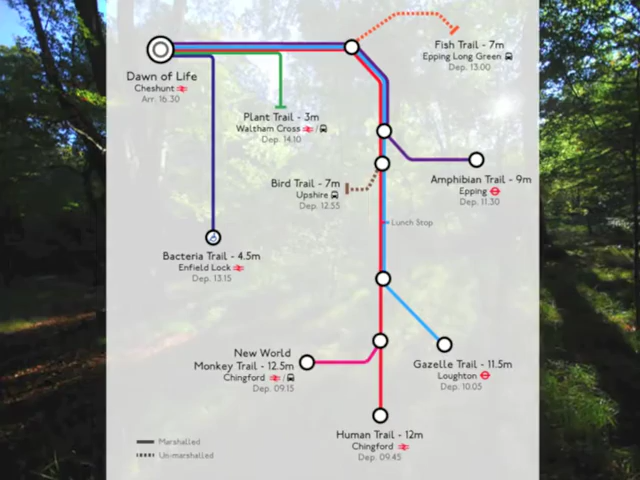 Fish Trail - 7m
Epping Long Green
Dep. 13.00
Dawn of Life
Cheshunt
Arr. 16.30
Plant Trail - 3m
Waltham Cross /
Dep. 14.10
Amphibian Trail - 9m
Epping
Dep. 11.30
Bird Trail - 7m
Upshire
Dep. 12.55
Lunch Stop
Bacteria Trail - 4.5m
Enfield Lock
Dep. 13.15
New World
Monkey Trail - 12.5m
Chingford /
Dep. 09.15
Gazelle Trail - 11.5m
Loughton
Dep. 10.05
Human Trail - 12m
Chingford
Dep. 09.45
Marshalled
Un-marshalled